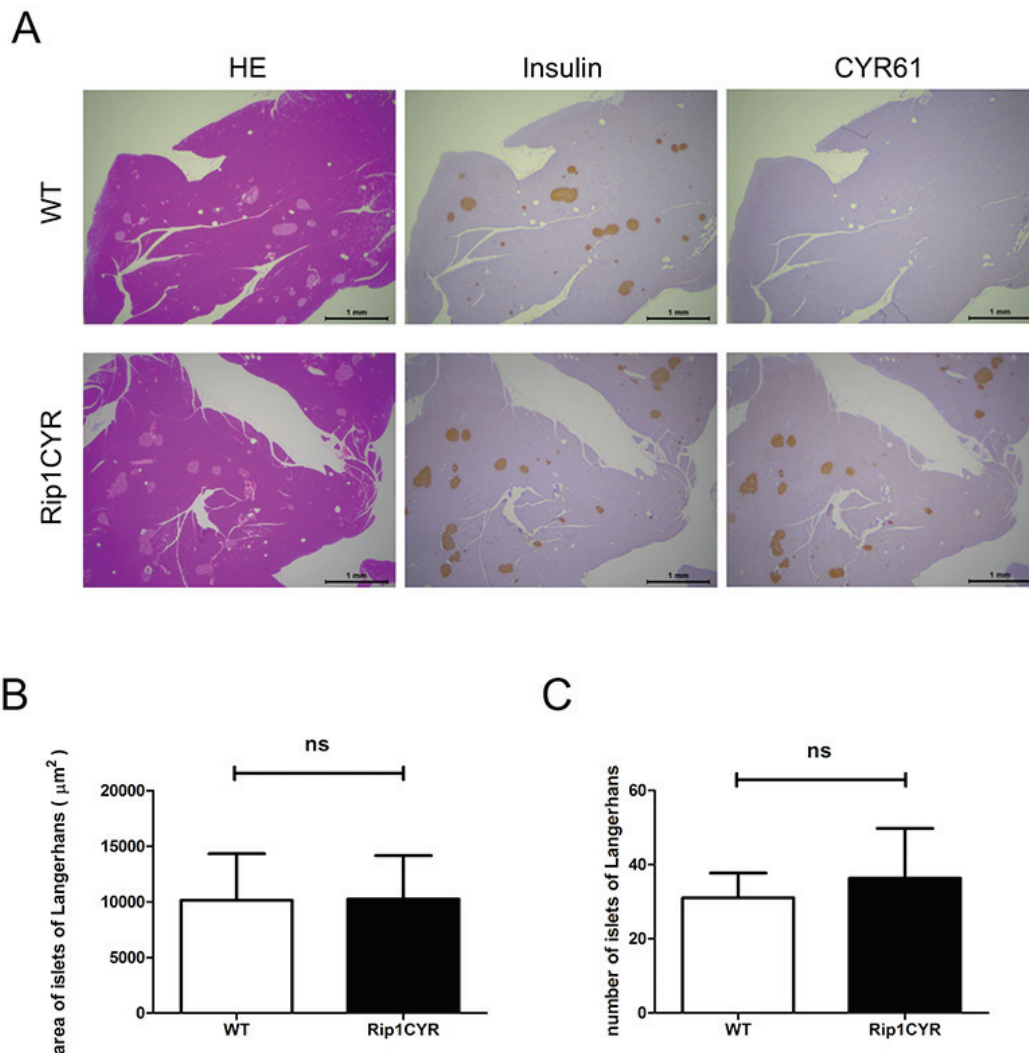 A
HE
Insulin
CYR61
WT
1 mm
1 mm
1 mm
Rip1CYR
1 mm
1 mm
1 mm
B
area of islets of Langerhans ( μm² )
ns
20000
15000
10000
5000
0
WT
Rip1CYR
C
number of islets of Langerhans
ns
60
40
20
0
WT
Rip1CYR